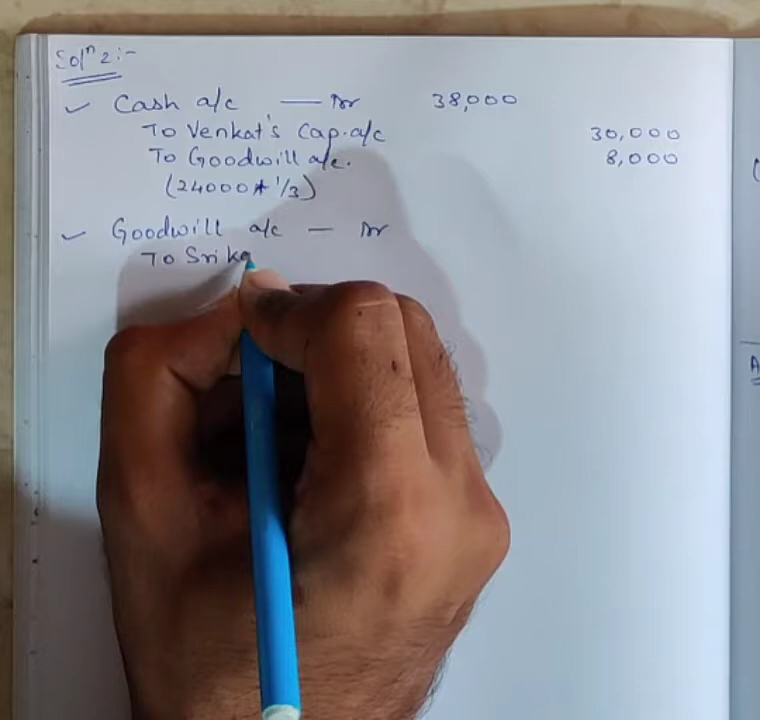 Solⁿ 2:-
Cash a/c — Dr 38,000
To Venkat's Cap. a/c 30,000
To Goodwill a/c. 8,000
(24000 * 1/3)
Goodwill a/c — Dr
To Srika